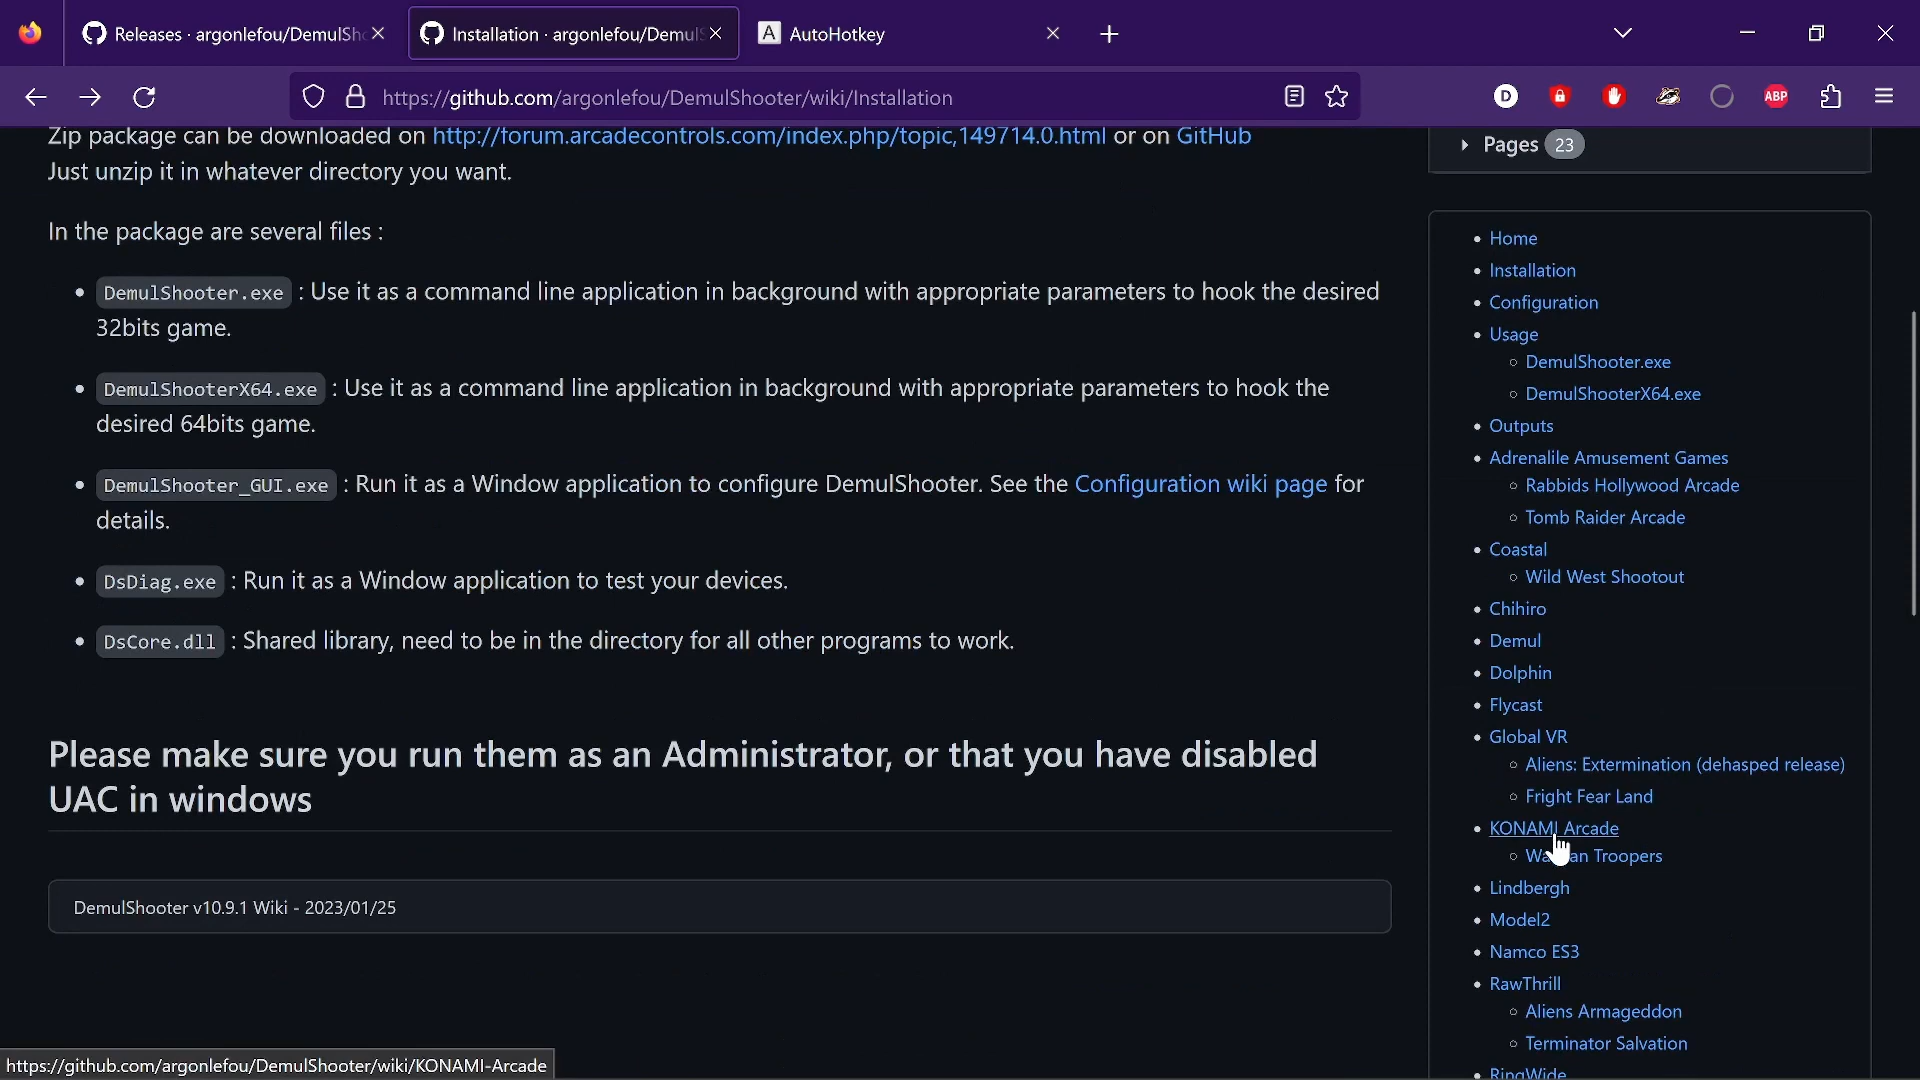 Releases · argonlefou/DemulSh
Installation · argonlefou/Demul
AutoHotkey
https://github.com/argonlefou/DemulShooter/wiki/Installation
D
ABP
Zip package can be downloaded on http://forum.arcadecontrols.com/index.php/topic,149714.0.html or on GitHub
Just unzip it in whatever directory you want.
In the package are several files :
DemulShooter.exe : Use it as a command line application in background with appropriate parameters to hook the desired
32bits game.
DemulShooterX64.exe : Use it as a command line application in background with appropriate parameters to hook the
desired 64bits game.
DemulShooter_GUI.exe : Run it as a Window application to configure DemulShooter. See the Configuration wiki page for
details.
DsDiag.exe : Run it as a Window application to test your devices.
DsCore.dll : Shared library, need to be in the directory for all other programs to work.
Please make sure you run them as an Administrator, or that you have disabled
UAC in windows
DemulShooter v10.9.1 Wiki - 2023/01/25
Pages 23
Home
Installation
Configuration
Usage
DemulShooter.exe
DemulShooterX64.exe
Outputs
Adrenalile Amusement Games
Rabbids Hollywood Arcade
Tomb Raider Arcade
Coastal
Wild West Shootout
Chihiro
Demul
Dolphin
Flycast
Global VR
Aliens: Extermination (dehasped release)
Fright Fear Land
KONAMI Arcade
Troopers
Lindbergh
Model2
Namco ES3
RawThrill
Aliens Armageddon
Terminator Salvation
RingWide
https://github.com/argonlefou/DemulShooter/wiki/KONAMI-Arcade